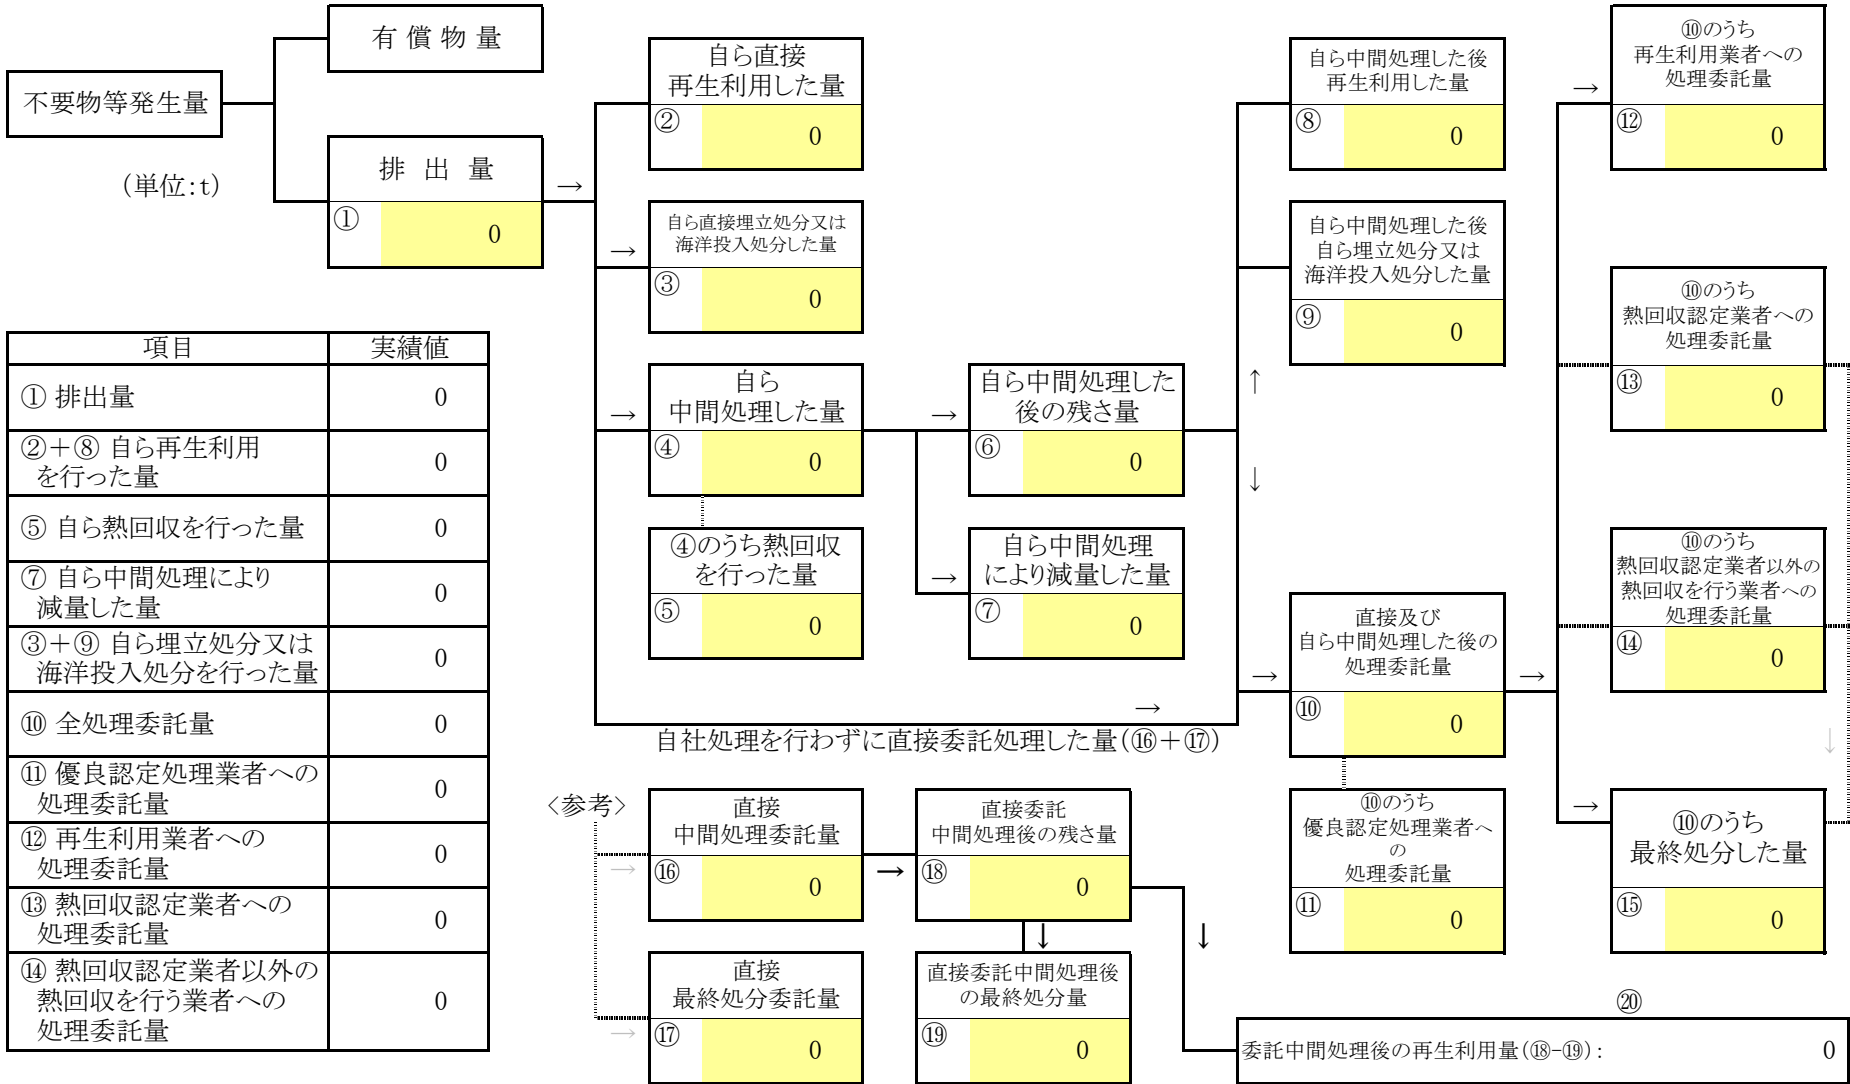 不要物等発生量
(単位:t)
有 償 物 量
排 出 量
→
①
0
自ら直接
再生利用した量
②
0
→
自ら直接埋立処分又は
海洋投入処分した量
③
0
→
自ら
中間処理した量
④
0
④のうち熱回収
を行った量
⑤
0
→
自ら中間処理した
後の残さ量
⑥
0
→
自ら中間処理
により減量した量
⑦
0
自ら中間処理した後
再生利用した量
⑧
0
自ら中間処理した後
自ら埋立処分又は
海洋投入処分した量
⑨
0
↑
↓
→
直接及び
自ら中間処理した後の
処理委託量
⑩
0
→
⑩のうち
優良認定処理業者へ
の
処理委託量
⑪
0
→
⑩のうち
再生利用業者への
処理委託量
⑫
0
⑩のうち
熱回収認定業者への
処理委託量
⑬
0
⑩のうち
熱回収認定業者以外の
熱回収を行う業者への
処理委託量
⑭
0
↓
→
⑩のうち
最終処分した量
⑮
0
→
自社処理を行わずに直接委託処理した量(⑯+⑰)
<参考>
→
直接
中間処理委託量
⑯
0
→
直接委託
中間処理後の残さ量
⑱
0
↓
↓
→
直接
最終処分委託量
⑰
0
直接委託中間処理後
の最終処分量
⑲
0
⑳
委託中間処理後の再生利用量(⑱-⑲): 0
項目 実績値
① 排出量 0
②+⑧ 自ら再生利用
を行った量 0
⑤ 自ら熱回収を行った量 0
⑦ 自ら中間処理により
減量した量 0
③+⑨ 自ら埋立処分又は
海洋投入処分を行った量 0
⑩ 全処理委託量 0
⑪ 優良認定処理業者への
処理委託量 0
⑫ 再生利用業者への
処理委託量 0
⑬ 熱回収認定業者への
処理委託量 0
⑭ 熱回収認定業者以外の
熱回収を行う業者への
処理委託量 0